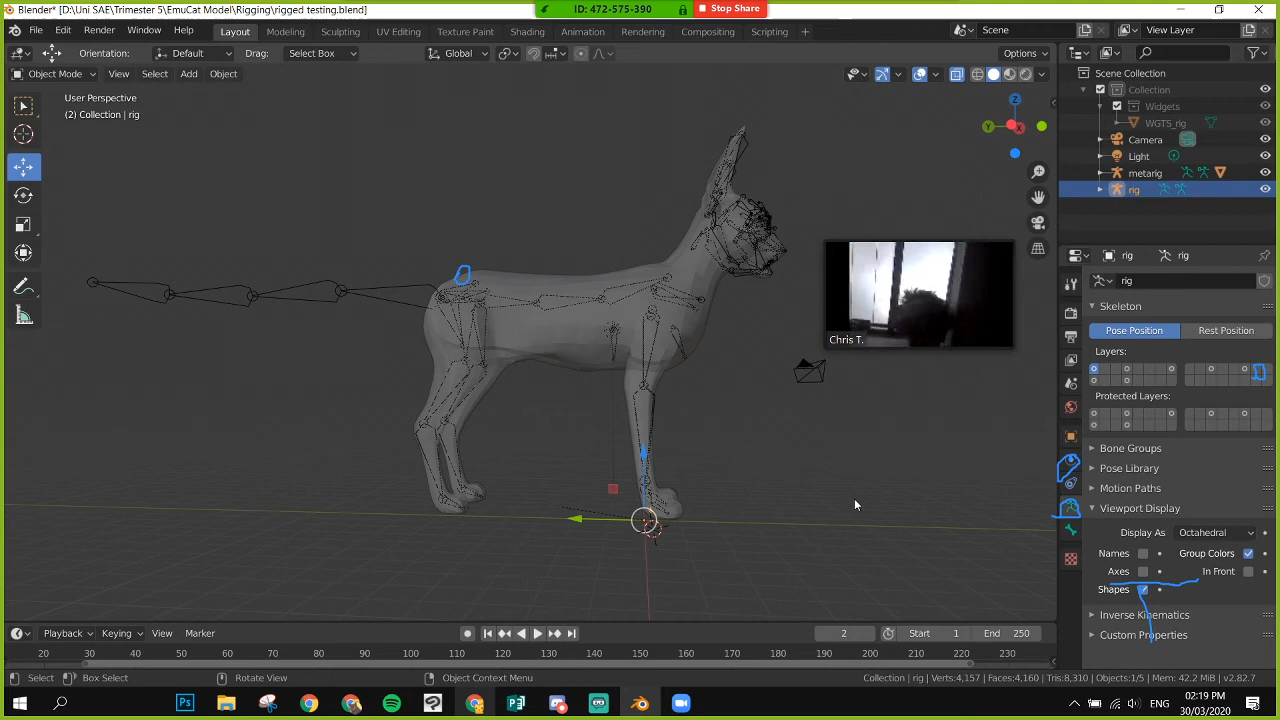 Blender* [D:\Uni SAE\Trimester 5\EmuCat Model\Rigging\rigged testing.blend]
ID: 472-575-390 Stop Share
File Edit Render Window Help Layout Modeling Sculpting UV Editing Texture Paint Shading Animation Rendering Compositing Scripting + Scene View Layer
Orientation: Default Drag: Select Box Global Options
Object Mode View Select Add Object
User Perspective
(2) Collection | rig
Z
Y
X
Scene Collection
Collection
Widgets
WGTS_rig
Camera
Light
metarig
rig
rig rig
rig
Skeleton
Pose Position Rest Position
Layers:
Protected Layers:
Bone Groups
Pose Library
Motion Paths
Viewport Display
Display As Octahedral
Names Group Colors
Axes In Front
Shapes
Inverse Kinematics
Custom Properties
Chris T.
Playback Keying View Marker 2 Start 1 End 250
20 30 40 50 60 70 80 90 100 110 120 130 140 150 160 170 180 190 200 210 220 230 240 250
Select Box Select Rotate View Object Context Menu Collection | rig | Verts:4,157 | Faces:4,160 | Tris:8,310 | Objects:1/5 | Mem: 42.2 MiB | v2.82.7
Ps P ENG 02:19 PM
30/03/2020